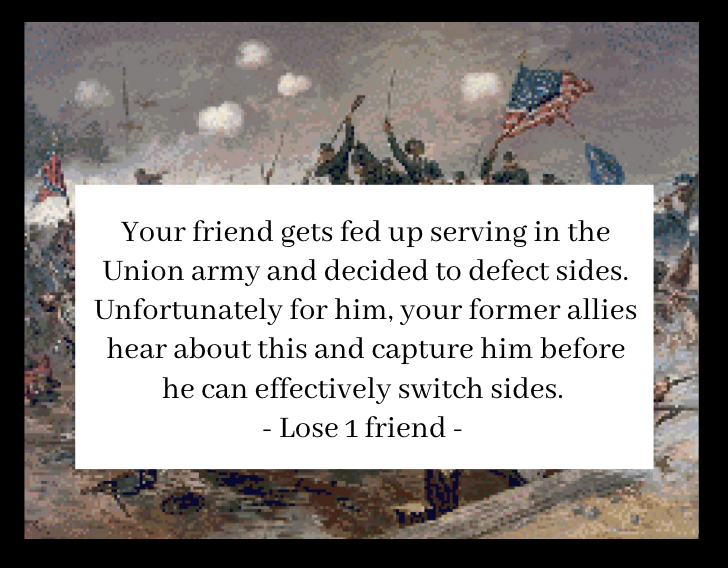 Your friend gets fed up serving in the
Union army and decided to defect sides.
Unfortunately for him, your former allies
hear about this and capture him before
he can effectively switch sides.
- Lose 1 friend -